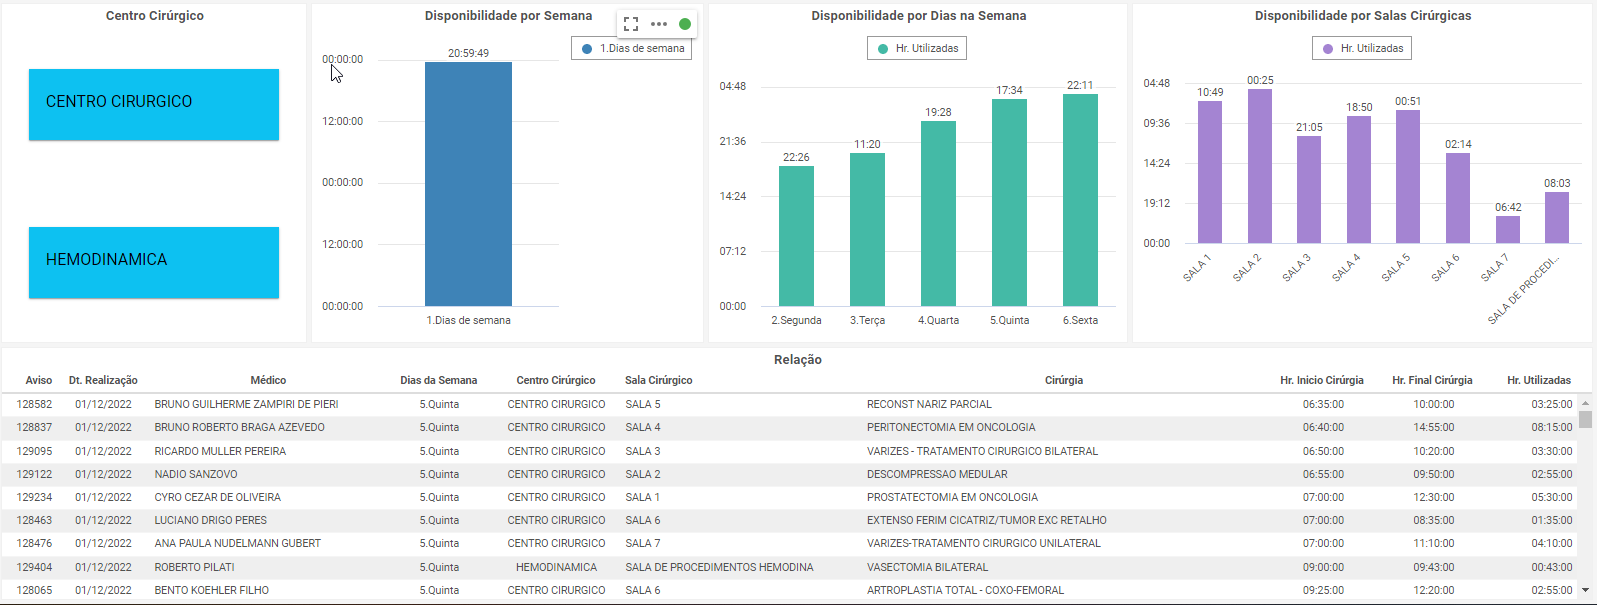 Centro Cirúrgico
CENTRO CIRURGICO
HEMODINAMICA
Disponibilidade por Semana
1.Dias de semana
20:59:49
00:00:00
12:00:00
00:00:00
12:00:00
00:00:00
1.Dias de semana
Disponibilidade por Dias na Semana
Hr. Utilizadas
04:48
21:36
14:24
07:12
00:00
22:26
11:20
19:28
17:34
22:11
2.Segunda 3.Terça 4.Quarta 5.Quinta 6.Sexta
Disponibilidade por Salas Cirúrgicas
Hr. Utilizadas
04:48
09:36
14:24
19:12
00:00
10:49
00:25
21:05
18:50
00:51
02:14
06:42
08:03
SALA 1 SALA 2 SALA 3 SALA 4 SALA 5 SALA 6 SALA 7 SALA DE PROCEDI...
Relação
Aviso Dt. Realização Médico Dias da Semana Centro Cirúrgico Sala Cirúrgico Cirúrgia Hr. Inicio Cirúrgia Hr. Final Cirúrgia Hr. Utilizadas
128582 01/12/2022 BRUNO GUILHERME ZAMPIRI DE PIERI 5.Quinta CENTRO CIRURGICO SALA 5 RECONST NARIZ PARCIAL 06:35:00 10:00:00 03:25:00
128837 01/12/2022 BRUNO ROBERTO BRAGA AZEVEDO 5.Quinta CENTRO CIRURGICO SALA 4 PERITONECTOMIA EM ONCOLOGIA 06:40:00 14:55:00 08:15:00
129095 01/12/2022 RICARDO MULLER PEREIRA 5.Quinta CENTRO CIRURGICO SALA 3 VARIZES - TRATAMENTO CIRURGICO BILATERAL 06:50:00 10:20:00 03:30:00
129122 01/12/2022 NADIO SANZOVO 5.Quinta CENTRO CIRURGICO SALA 2 DESCOMPRESSAO MEDULAR 06:55:00 09:50:00 02:55:00
129234 01/12/2022 CYRO CEZAR DE OLIVEIRA 5.Quinta CENTRO CIRURGICO SALA 1 PROSTATECTOMIA EM ONCOLOGIA 07:00:00 12:30:00 05:30:00
128463 01/12/2022 LUCIANO DRIGO PERES 5.Quinta CENTRO CIRURGICO SALA 6 EXTENSO FERIM CICATRIZ/TUMOR EXC RETALHO 07:00:00 08:35:00 01:35:00
128476 01/12/2022 ANA PAULA NUDELMANN GUBERT 5.Quinta CENTRO CIRURGICO SALA 7 VARIZES-TRATAMENTO CIRURGICO UNILATERAL 07:00:00 11:10:00 04:10:00
129404 01/12/2022 ROBERTO PILATI 5.Quinta HEMODINAMICA SALA DE PROCEDIMENTOS HEMODINA VASECTOMIA BILATERAL 09:00:00 09:43:00 00:43:00
128065 01/12/2022 BENTO KOEHLER FILHO 5.Quinta CENTRO CIRURGICO SALA 6 ARTROPLASTIA TOTAL - COXO-FEMORAL 09:25:00 12:20:00 02:55:00